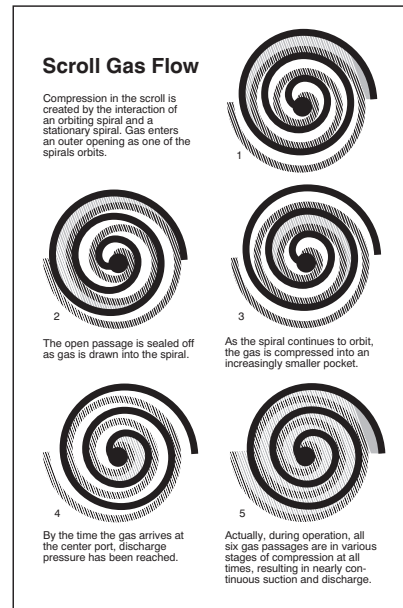 Scroll Gas Flow
Compression in the scroll is
created by the interaction of
an orbiting spiral and a
stationary spiral. Gas enters
an outer opening as one of the
spirals orbits.
1
2
The open passage is sealed off
as gas is drawn into the spiral.
3
As the spiral continues to orbit,
the gas is compressed into an
increasingly smaller pocket.
4
By the time the gas arrives at
the center port, discharge
pressure has been reached.
5
Actually, during operation, all
six gas passages are in various
stages of compression at all
times, resulting in nearly con-
tinuous suction and discharge.